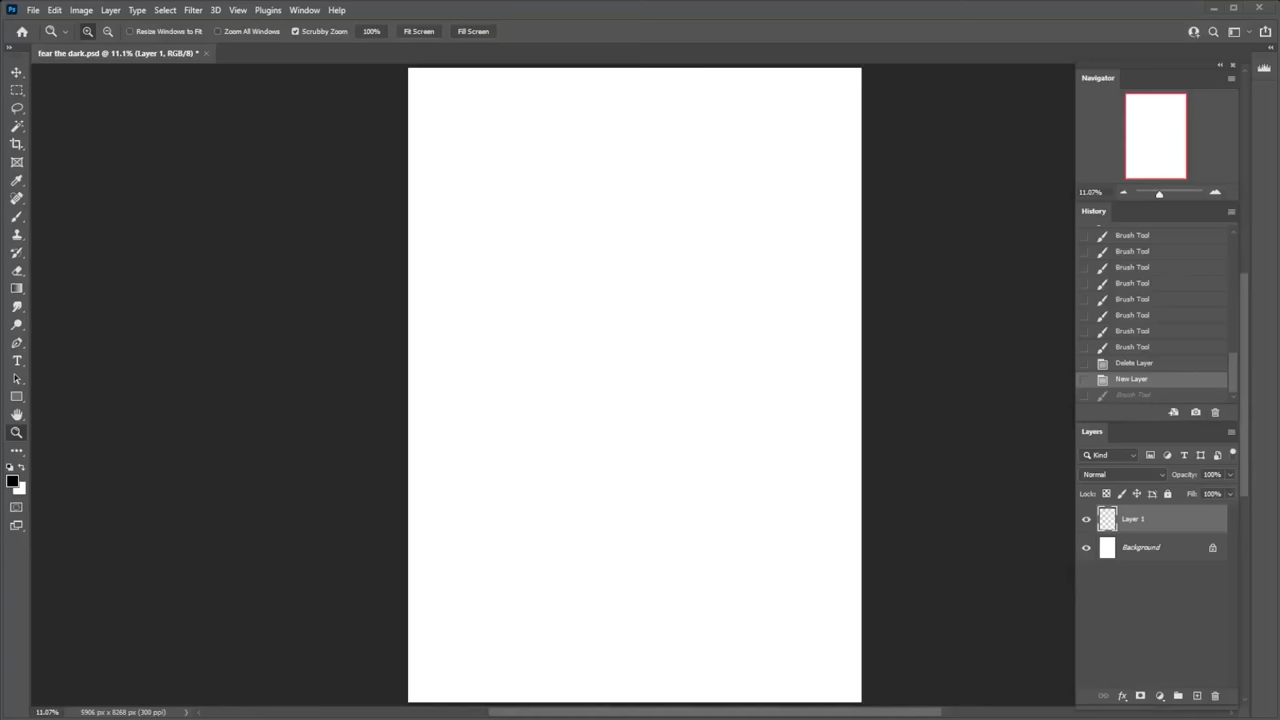 Ps File Edit Image Layer Type Select Filter 3D View Plugins Window Help
Resize Windows to Fit Zoom All Windows Scrubby Zoom 100% Fit Screen Fill Screen
fear the dark.psd @ 11.1% (Layer 1, RGB/8) *
Navigator
11.07%
History
Brush Tool
Brush Tool
Brush Tool
Brush Tool
Brush Tool
Brush Tool
Brush Tool
Brush Tool
Delete Layer
New Layer
Brush Tool
Layers
Kind
Normal Opacity: 100%
Lock: Fill: 100%
Layer 1
Background
11.07% 5906 px x 8268 px (300 ppi)